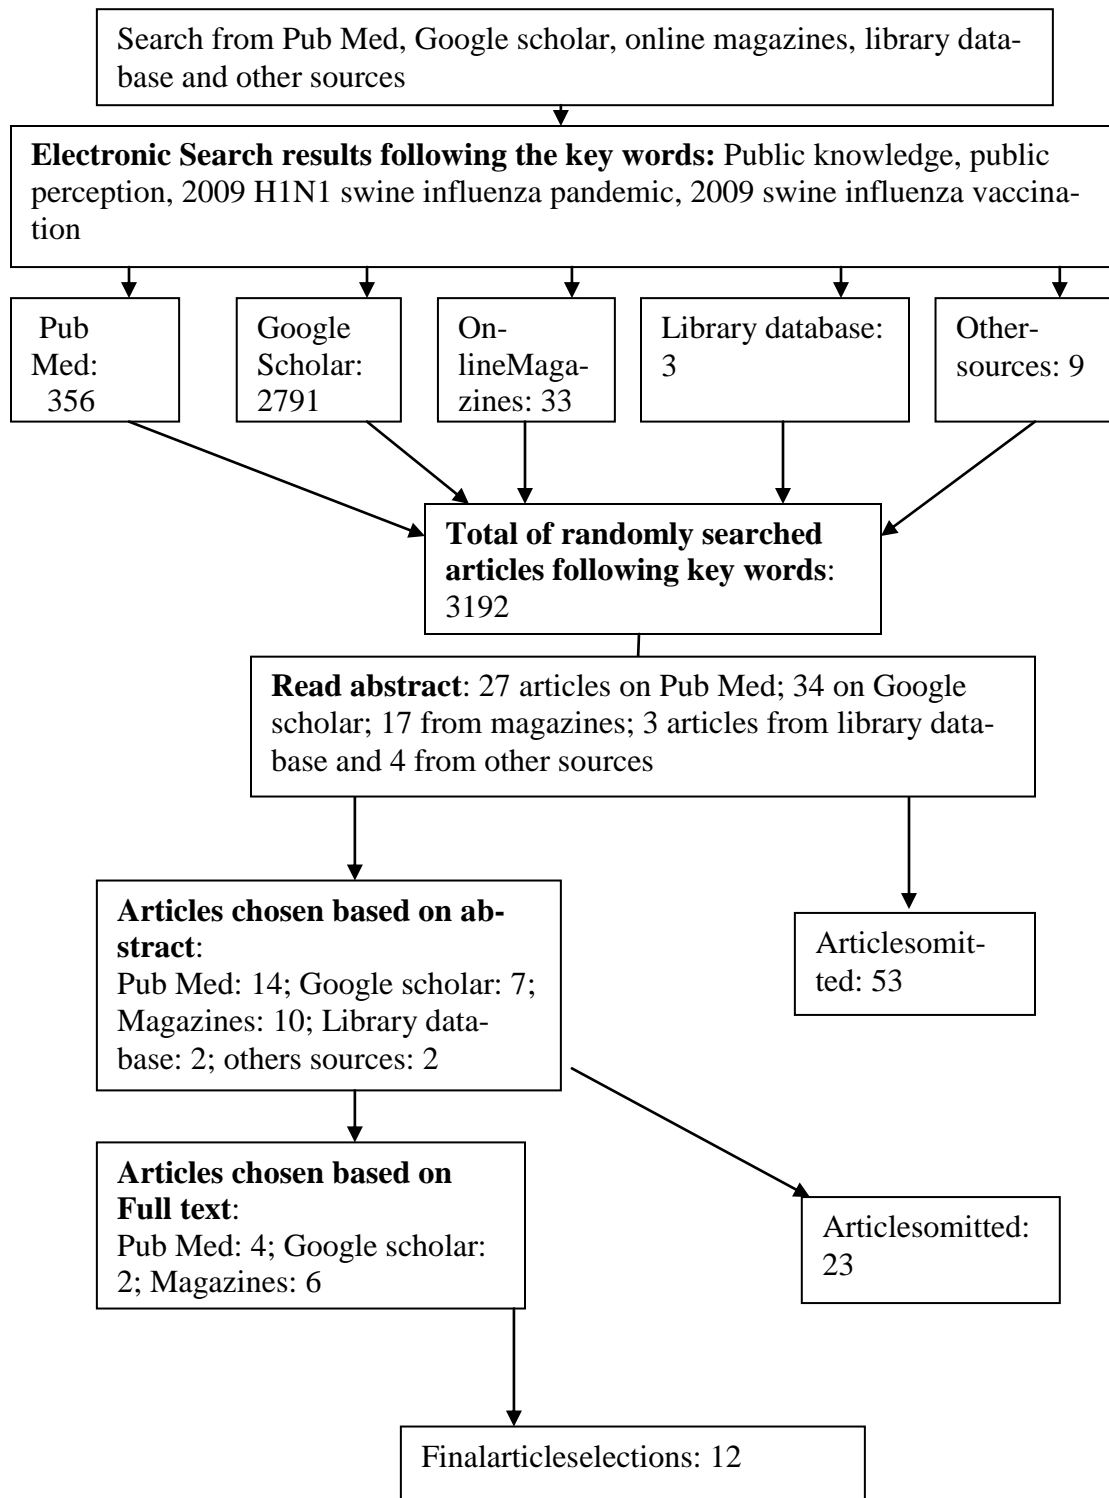 Search from Pub Med, Google scholar, online magazines, library data-
base and other sources
Electronic Search results following the key words: Public knowledge, public
perception, 2009 H1N1 swine influenza pandemic, 2009 swine influenza vaccina-
tion
Pub
Med:
356
Google
Scholar:
2791
On-
lineMaga-
zines: 33
Library database:
3
Other-
sources: 9
Total of randomly searched
articles following key words:
3192
Read abstract: 27 articles on Pub Med; 34 on Google
scholar; 17 from magazines; 3 articles from library data-
base and 4 from other sources
Articles chosen based on ab-
stract:
Pub Med: 14; Google scholar: 7;
Magazines: 10; Library data-
base: 2; others sources: 2
Articlesomit-
ted: 53
Articles chosen based on
Full text:
Pub Med: 4; Google scholar:
2; Magazines: 6
Articlesomitted:
23
Finalarticleselections: 12